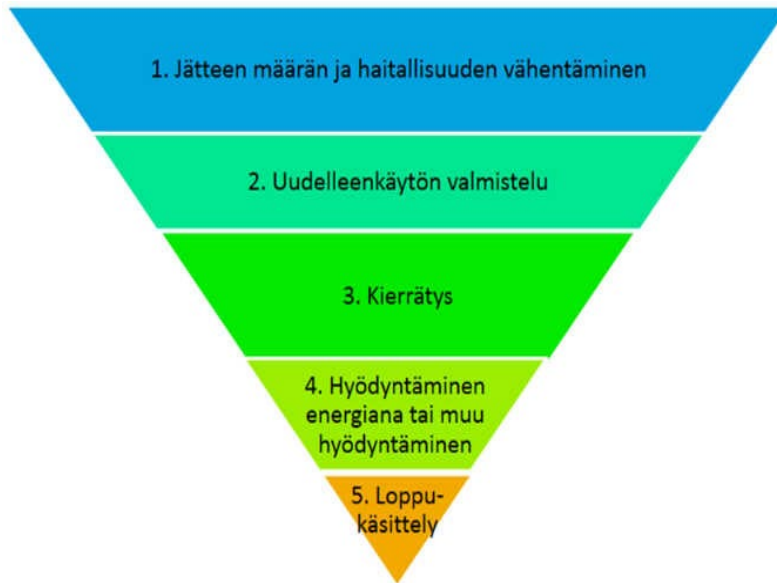 1. Jätteen määrän ja haitallisuuden vähentäminen
2. Uudelleenkäytön valmistelu
3. Kierrätys
4. Hyödyntäminen
energiana tai muu
hyödyntäminen
5. Loppu-
käsittely